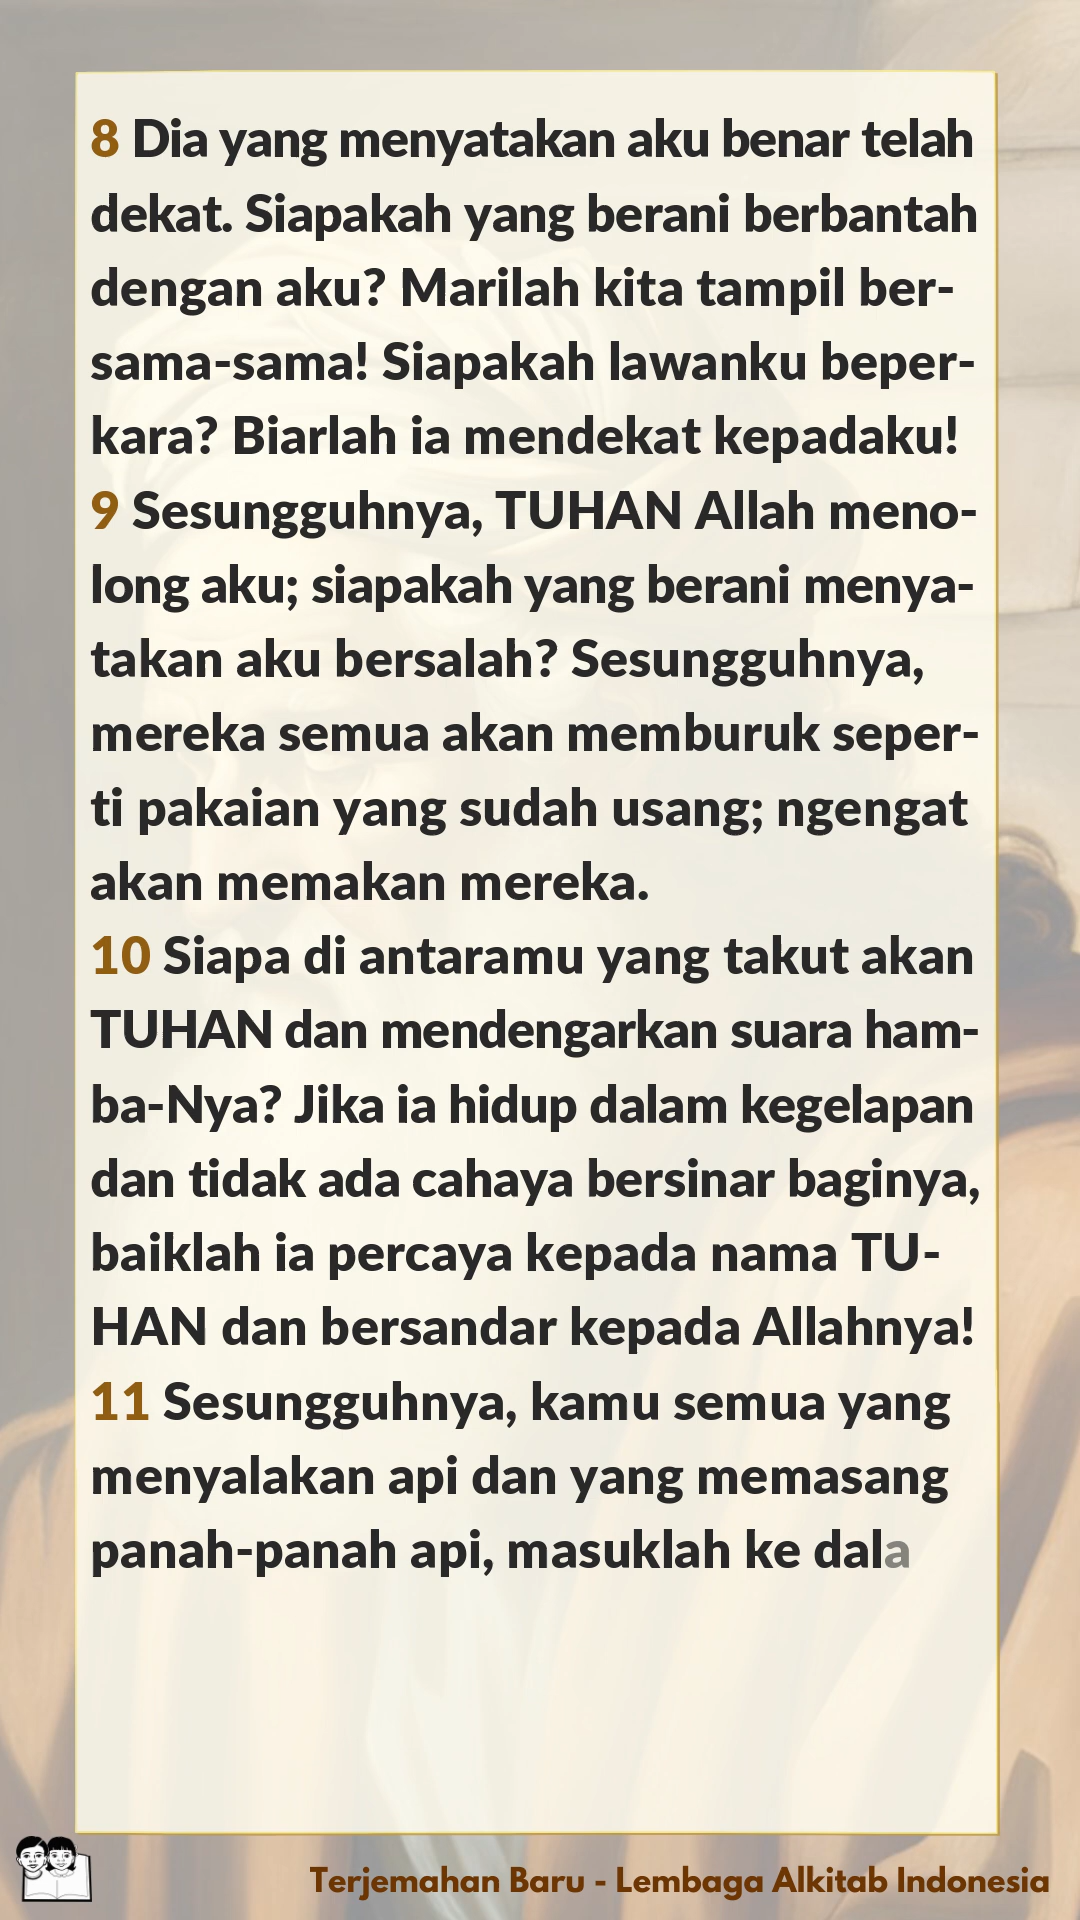 8 Dia yang menyatakan aku benar telah
dekat. Siapakah yang berani berbantah
dengan aku? Marilah kita tampil ber-
sama-sama! Siapakah lawanku beper-
kara? Biarlah ia mendekat kepadaku!
9 Sesungguhnya, TUHAN Allah meno-
long aku; siapakah yang berani menya-
takan aku bersalah? Sesungguhnya,
mereka semua akan memburuk seper-
ti pakaian yang sudah usang; ngengat
akan memakan mereka.
10 Siapa di antaramu yang takut akan
TUHAN dan mendengarkan suara ham-
ba-Nya? Jika ia hidup dalam kegelapan
dan tidak ada cahaya bersinar baginya,
baiklah ia percaya kepada nama TU-
HAN dan bersandar kepada Allahnya!
11 Sesungguhnya, kamu semua yang
menyalakan api dan yang memasang
panah-panah api, masuklah ke dala
Terjemahan Baru - Lembaga Alkitab Indonesia